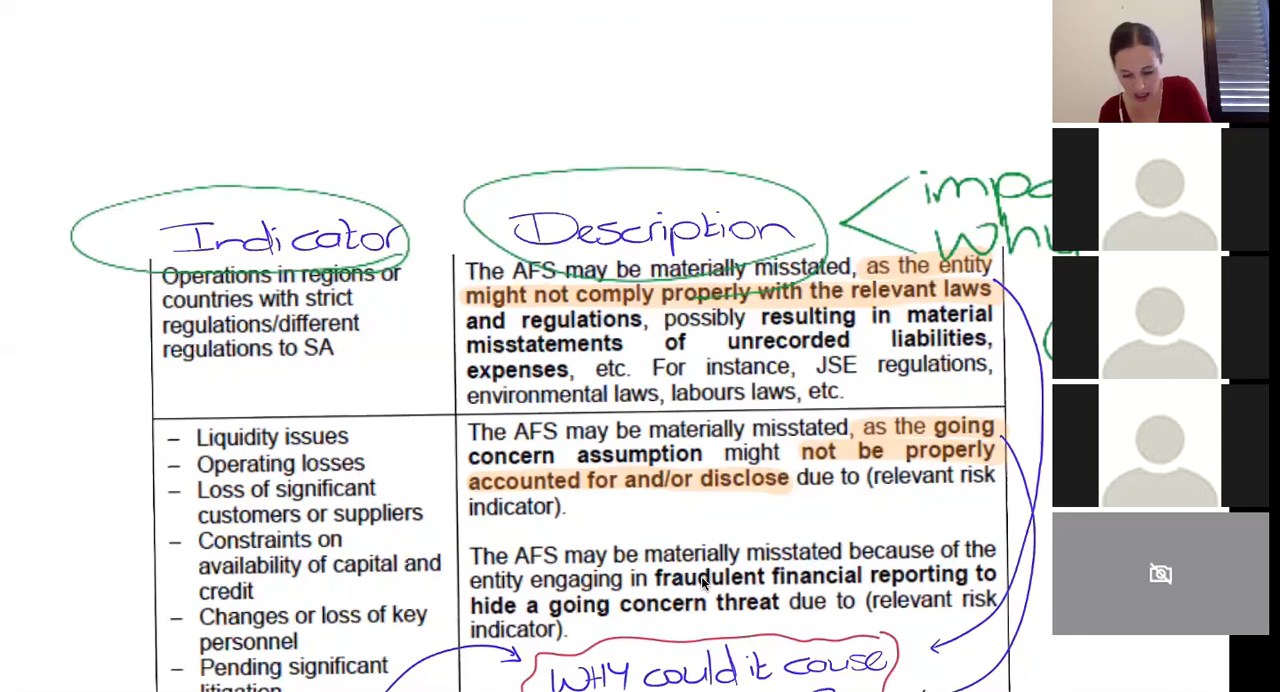 Indicator
Description
Why
Operations in regions or
countries with strict
regulations/different
regulations to SA
The AFS may be materially misstated, as the entity
might not comply properly with the relevant laws
and regulations, possibly resulting in material
misstatements of unrecorded liabilities,
expenses, etc. For instance, JSE regulations,
environmental laws, labours laws, etc.
– Liquidity issues
– Operating losses
– Loss of significant
customers or suppliers
– Constraints on
availability of capital and
credit
– Changes or loss of key
personnel
– Pending significant
litigation
The AFS may be materially misstated, as the going
concern assumption might not be properly
accounted for and/or disclose due to (relevant risk
indicator).
The AFS may be materially misstated because of the
entity engaging in fraudulent financial reporting to
hide a going concern threat due to (relevant risk
indicator).
WHY could it cause